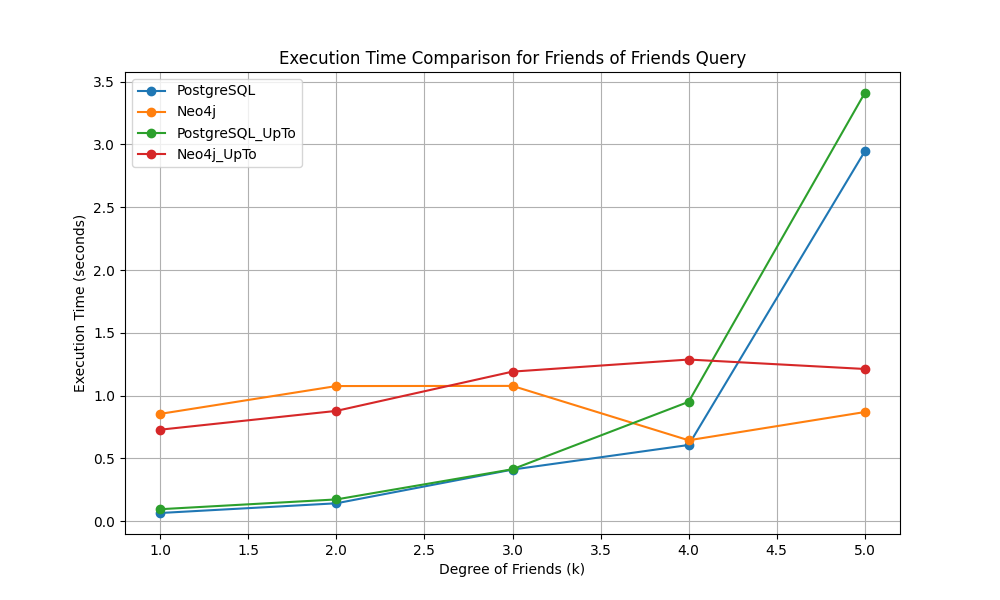 Execution Time Comparison for Friends of Friends Query
PostgreSQL
Neo4j
PostgreSQL_UpTo
Neo4j_UpTo
3.5
3.0
2.5
2.0
1.5
1.0
0.5
0.0
Execution Time (seconds)
1.0 1.5 2.0 2.5 3.0 3.5 4.0 4.5 5.0
Degree of Friends (k)